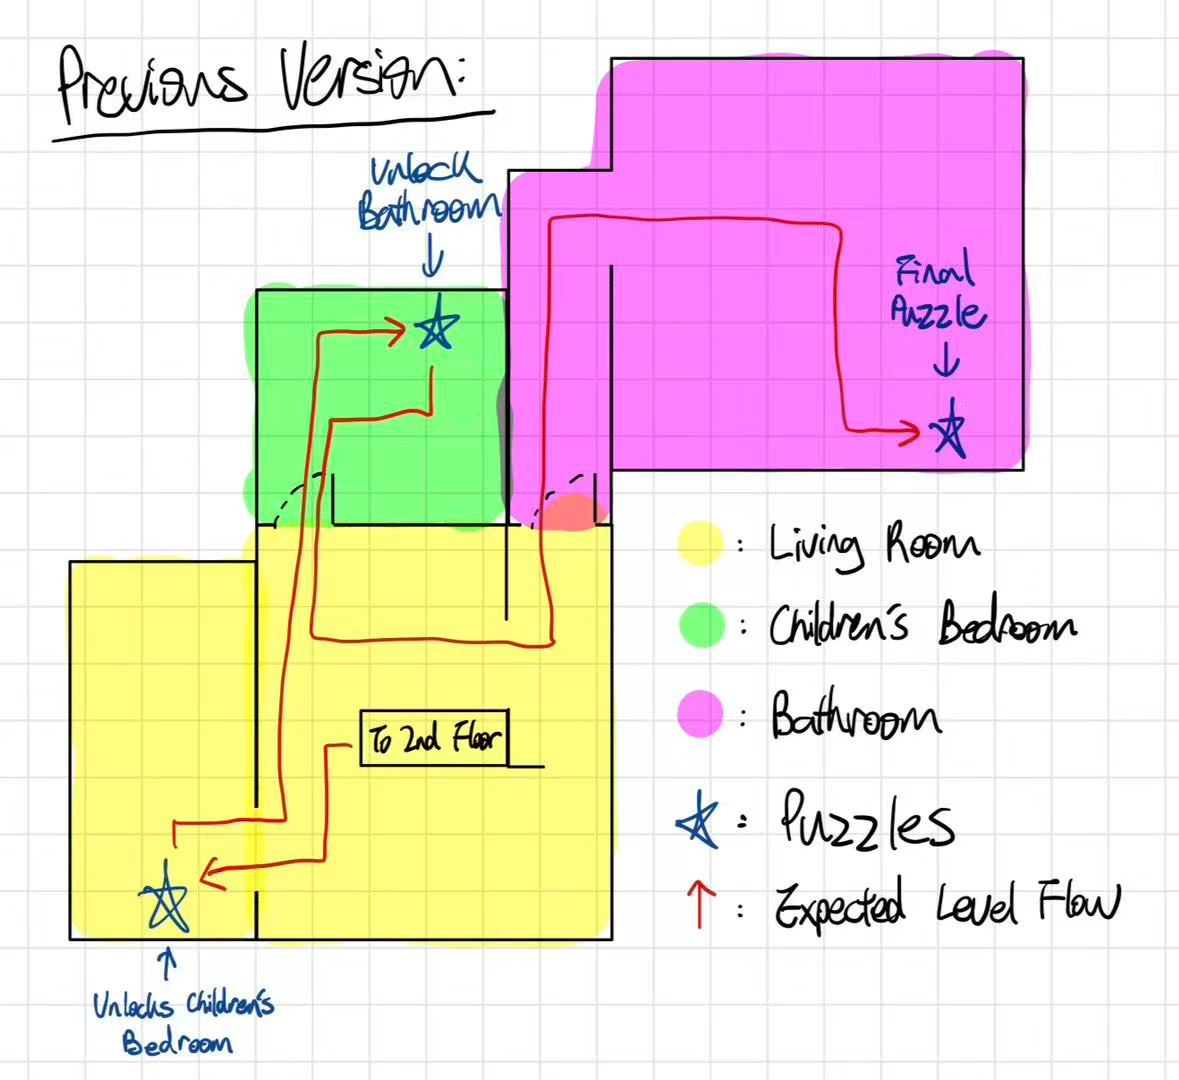 Previous Version:
Unlock
Bathroom
Final
Puzzle
To 2nd Floor
Unlocks Children's
Bedroom
: Living Room
: Children's Bedroom
: Bathroom
: Puzzles
: Expected Level Flow